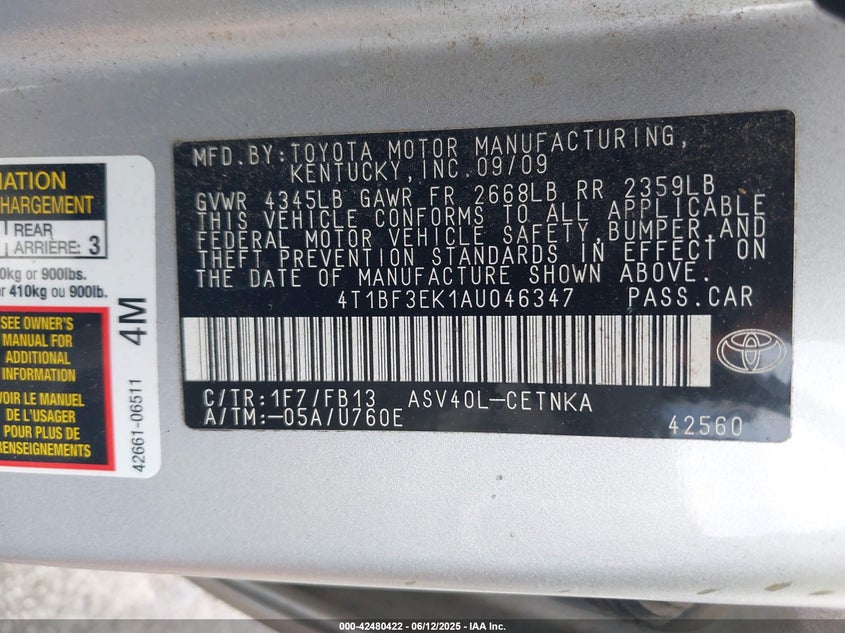 MATION
CHARGEMENT
REAR
ARRIERE: 3
0kg or 900lbs.
er 410kg ou 900lb.
SEE OWNER'S
MANUAL FOR
ADDITIONAL
INFORMATION
VOIR LE MANUEL
DE L'USAGER
POUR PLUS DE
RENSEIGNEMENTS
4M
42661-06511
MFD.BY:TOYOTA MOTOR MANUFACTURING,
KENTUCKY, INC.09/09
GVWR 4345LB GAWR FR 2668LB RR 2359LB
THIS VEHICLE CONFORMS TO ALL APPLICABLE
FEDERAL MOTOR VEHICLE SAFETY,BUMPER,AND
THEFT PREVENTION STANDARDS IN EFFECT ON
THE DATE OF MANUFACTURE SHOWN ABOVE.
4T1BF3EK1AU046347 PASS.CAR
C/TR:1F7/FB13 ASV40L-CETNKA
A/TM:-05A/U760E
42560
000-42480422 - 06/12/2025 - IAA Inc.